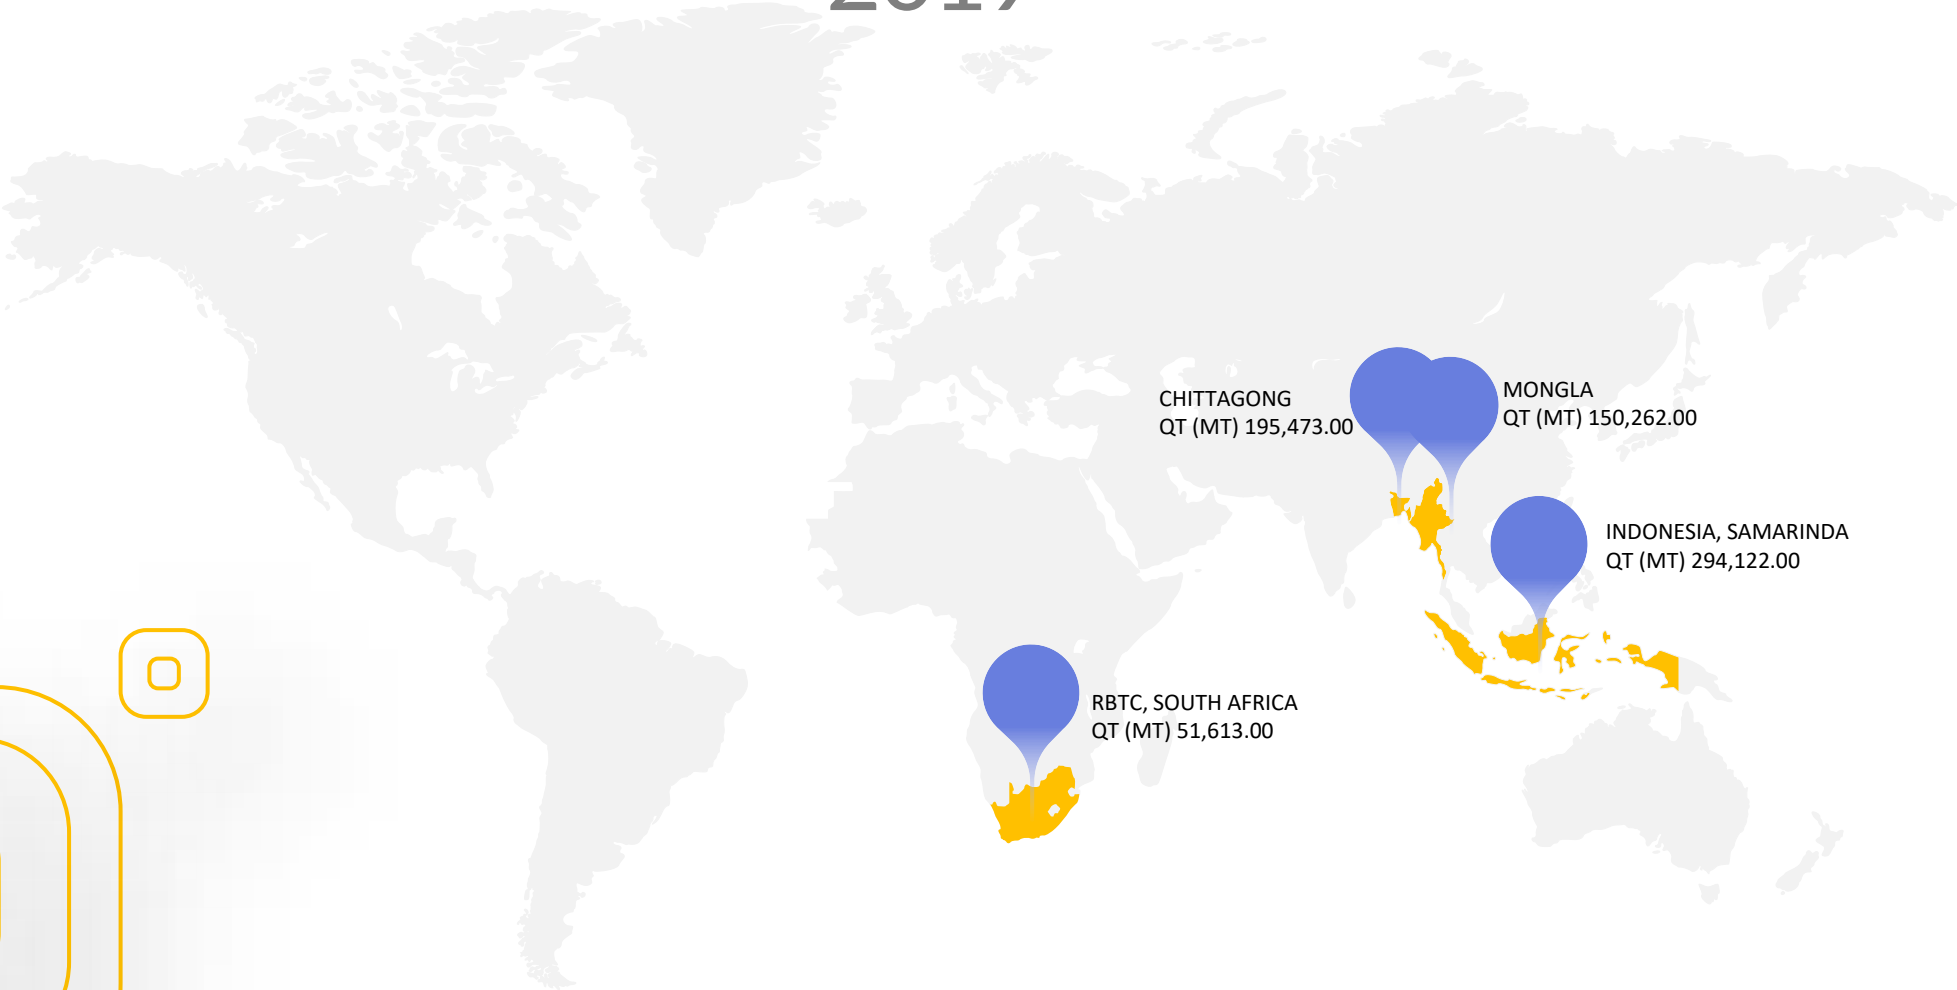 2019
CHITTAGONG
QT (MT) 195,473.00
MONGLA
QT (MT) 150,262.00
INDONESIA, SAMARINDA
QT (MT) 294,122.00
RBTC, SOUTH AFRICA
QT (MT) 51,613.00